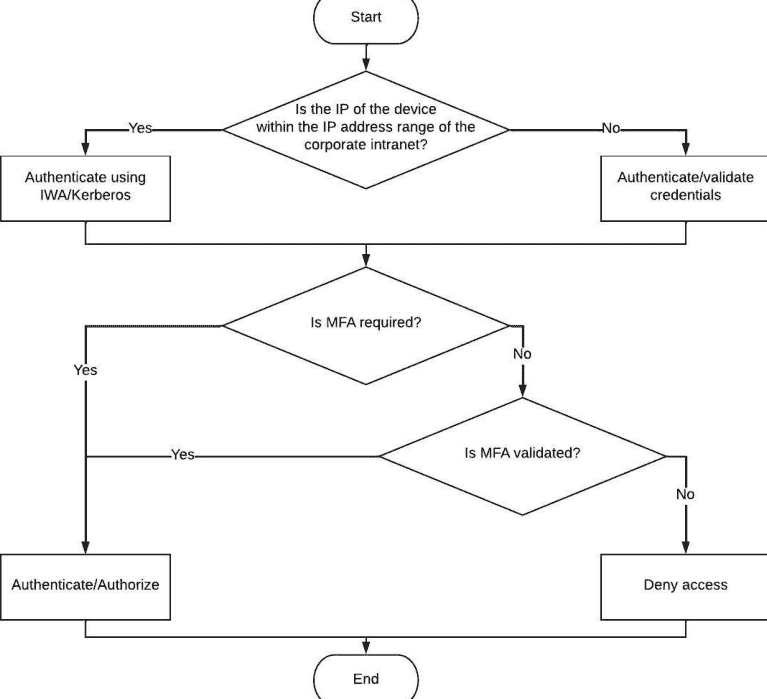 Start
Is the IP of the device
within the IP address range of the
corporate intranet?
Yes
No
Authenticate using
IWA/Kerberos
Authenticate/validate
credentials
Is MFA required?
No
Yes
Is MFA validated?
Yes
No
Authenticate/Authorize
Deny access
End